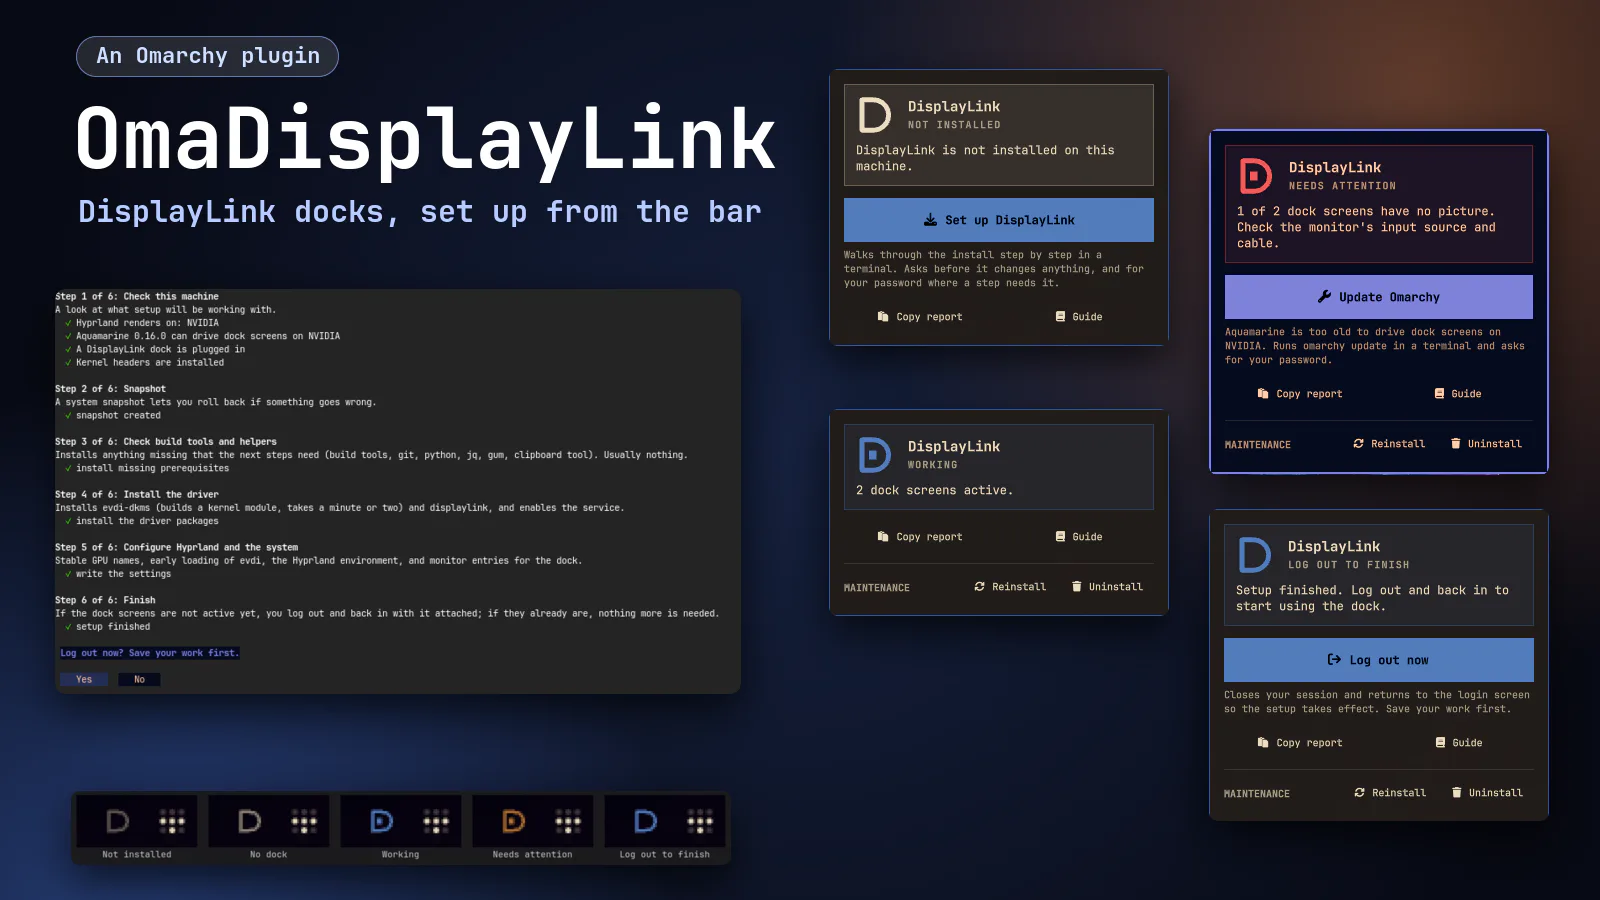 An Omarchy plugin
OmaDisplayLink
DisplayLink docks, set up from the bar
Step 1 of 6: Check this machine
A look at what setup will be working with.
✓ Hyprland renders on: NVIDIA
✓ Aquamarine 0.16.0 can drive dock screens on NVIDIA
✓ A DisplayLink dock is plugged in
✓ Kernel headers are installed
Step 2 of 6: Snapshot
A system snapshot lets you roll back if something goes wrong.
✓ snapshot created
Step 3 of 6: Check build tools and helpers
Installs anything missing that the next steps need (build tools, git, python, jq, gum, clipboard tool). Usually nothing.
✓ install missing prerequisites
Step 4 of 6: Install the driver
Installs evdi-dkms (builds a kernel module, takes a minute or two) and displaylink, and enables the service.
✓ install the driver packages
Step 5 of 6: Configure Hyprland and the system
Stable GPU names, early loading of evdi, the Hyprland environment, and monitor entries for the dock.
✓ write the settings
Step 6 of 6: Finish
If the dock screens are not active yet, you log out and back in with it attached; if they already are, nothing more is needed.
✓ setup finished
Log out now? Save your work first.
Yes No
Not installed
No dock
Working
Needs attention
Log out to finish
DisplayLink
NOT INSTALLED
DisplayLink is not installed on this
machine.
Set up DisplayLink
Walks through the install step by step in a
terminal. Asks before it changes anything, and for
your password where a step needs it.
Copy report Guide
DisplayLink
WORKING
2 dock screens active.
Copy report Guide
MAINTENANCE Reinstall Uninstall
DisplayLink
NEEDS ATTENTION
1 of 2 dock screens have no picture.
Check the monitor's input source and
cable.
Update Omarchy
Aquamarine is too old to drive dock screens on
NVIDIA. Runs omarchy update in a terminal and asks
for your password.
Copy report Guide
MAINTENANCE Reinstall Uninstall
DisplayLink
LOG OUT TO FINISH
Setup finished. Log out and back in to
start using the dock.
Log out now
Closes your session and returns to the login screen
so the setup takes effect. Save your work first.
Copy report Guide
MAINTENANCE Reinstall Uninstall